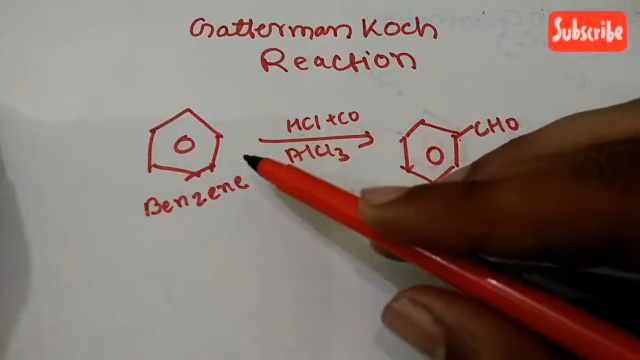 Gatterman Koch
Reaction
Subscribe
HCl + CO
AlCl3
CHO
Benzene